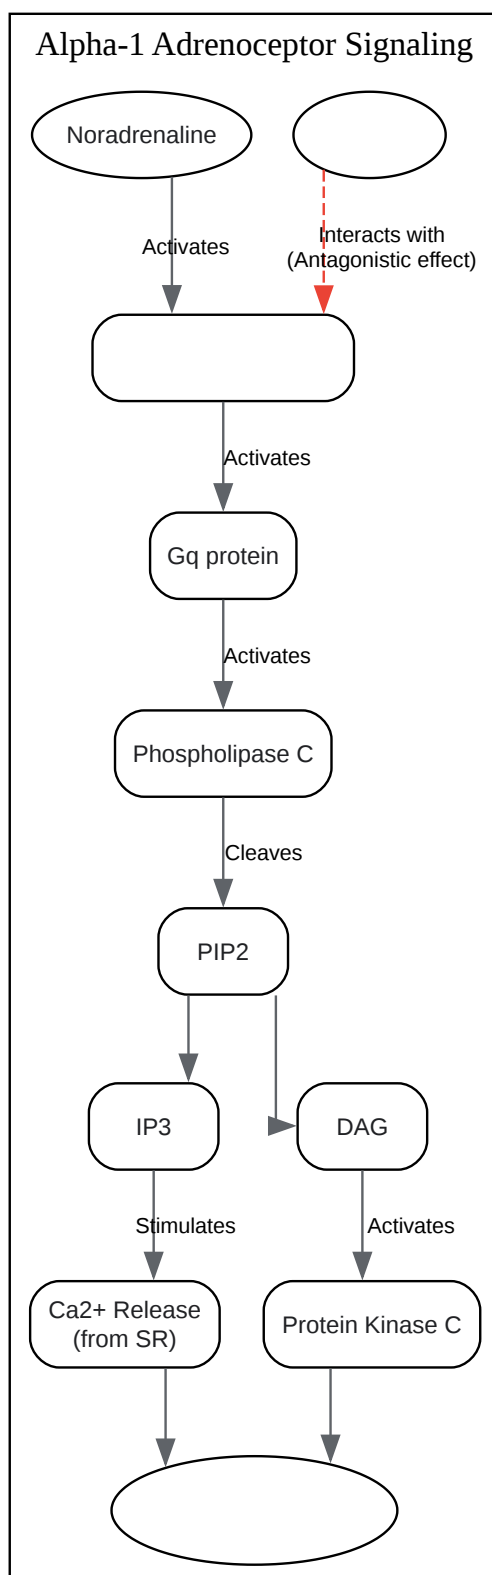 Alpha-1 Adrenoceptor Signaling
Noradrenaline
Activates
Interacts with
(Antagonistic effect)
Activates
Gq protein
Activates
Phospholipase C
Cleaves
PIP2
IP3
DAG
Stimulates
Activates
Ca2+ Release
(from SR)
Protein Kinase C